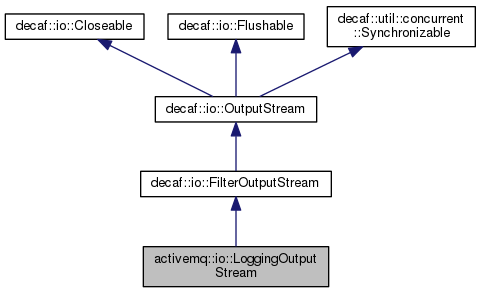 decaf::io::Closeable
decaf::io::Flushable
decaf::util::concurrent
::Synchronizable
decaf::io::OutputStream
decaf::io::FilterOutputStream
activemq::io::LoggingOutput
Stream